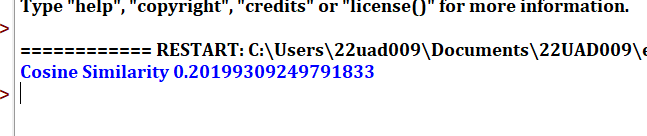 Type "help", "copyright", "credits" or "license()" for more information.
>
============ RESTART: C:\Users\22uad009\Documents\22UAD009\e
Cosine Similarity 0.20199309249791833
>